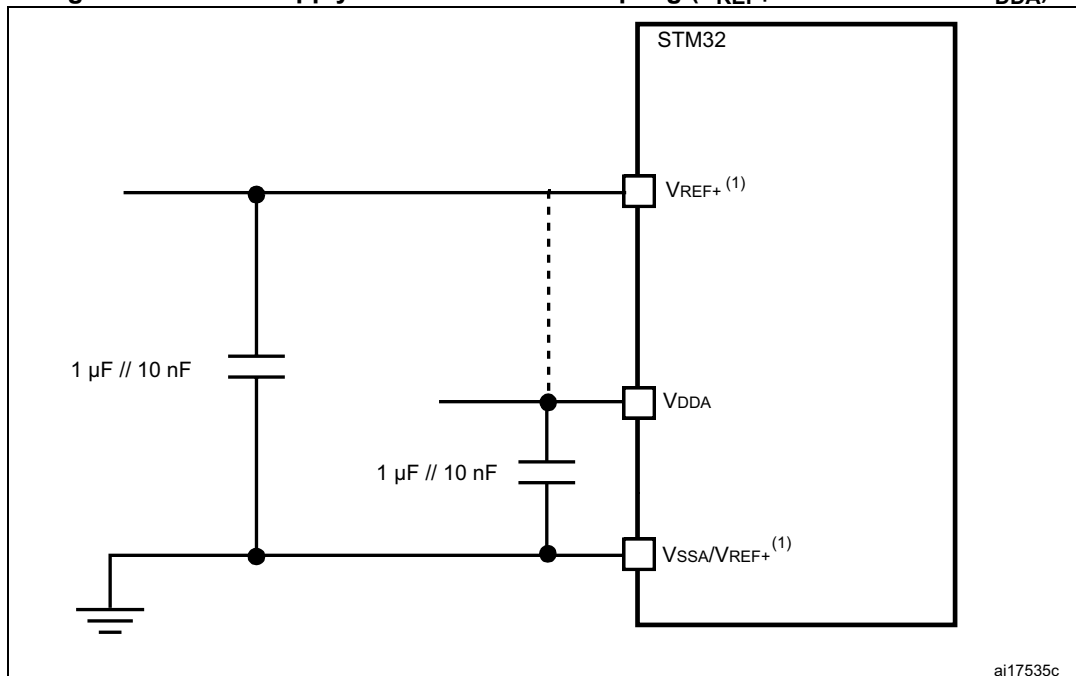 STM32
VREF+ (1)
1 µF // 10 nF
VDDA
1 µF // 10 nF
VSSA/VREF+ (1)
ai17535c